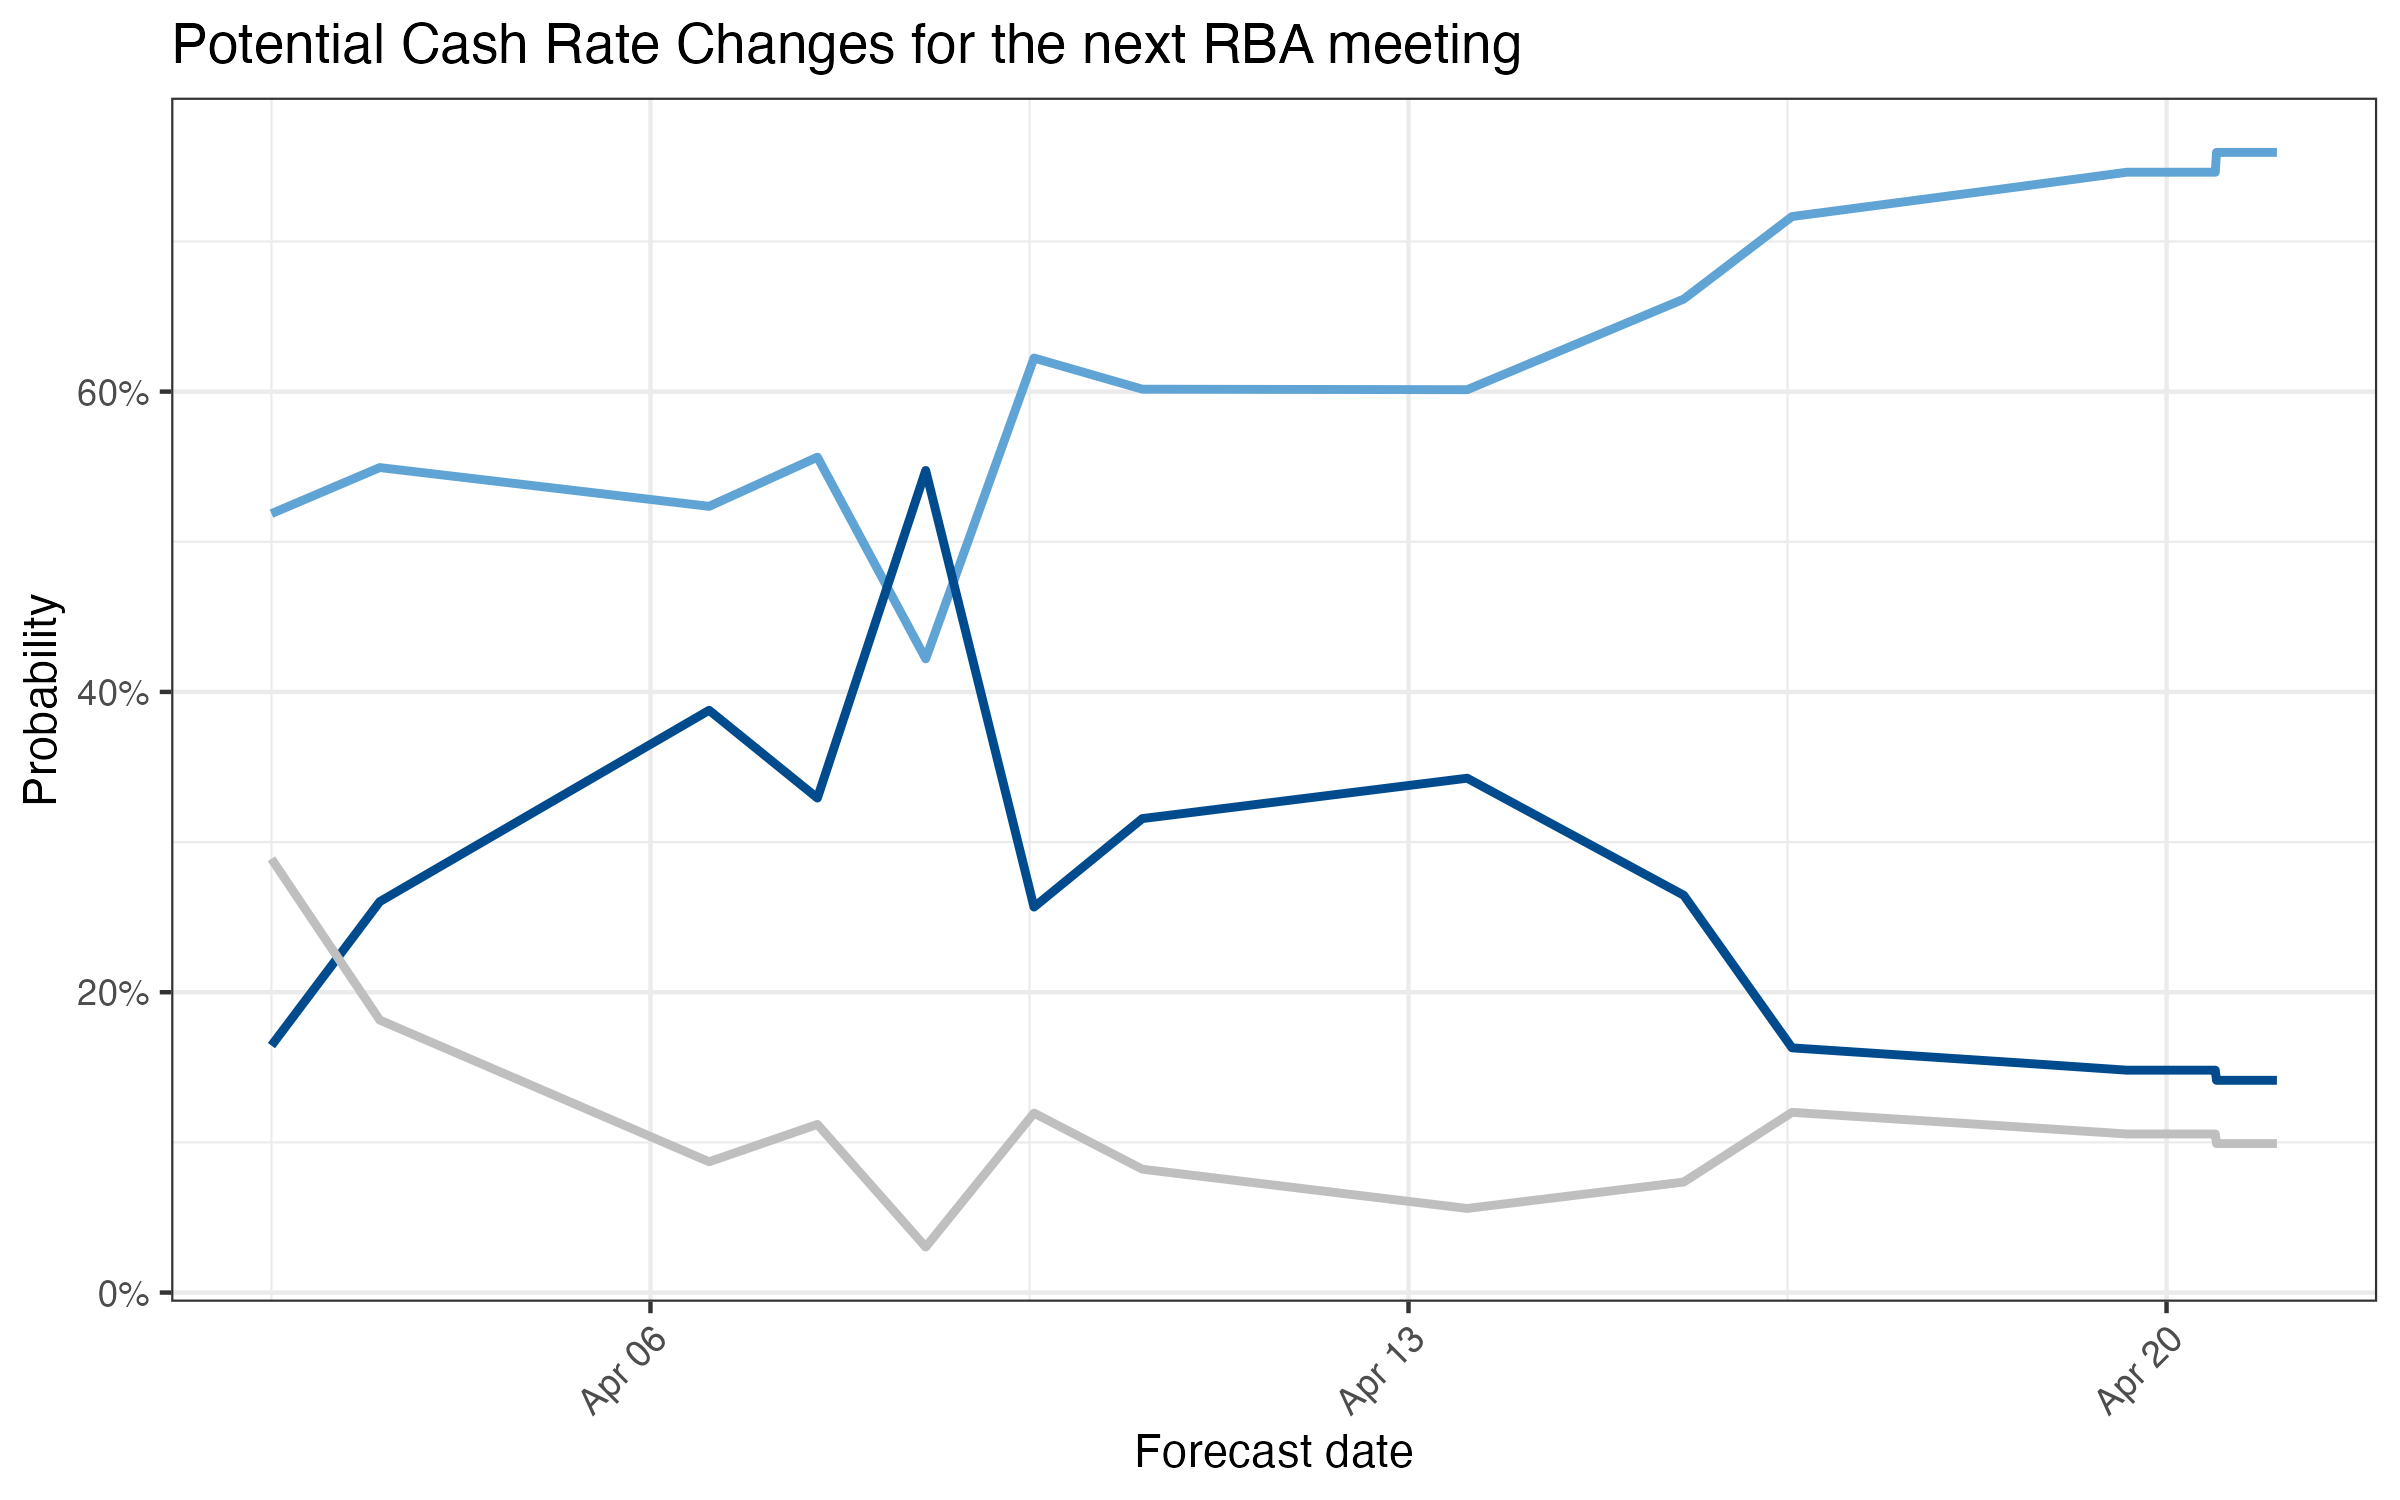 Potential Cash Rate Changes for the next RBA meeting
Probability
60%
40%
20%
0%
Apr 06
Apr 13
Apr 20
Forecast date